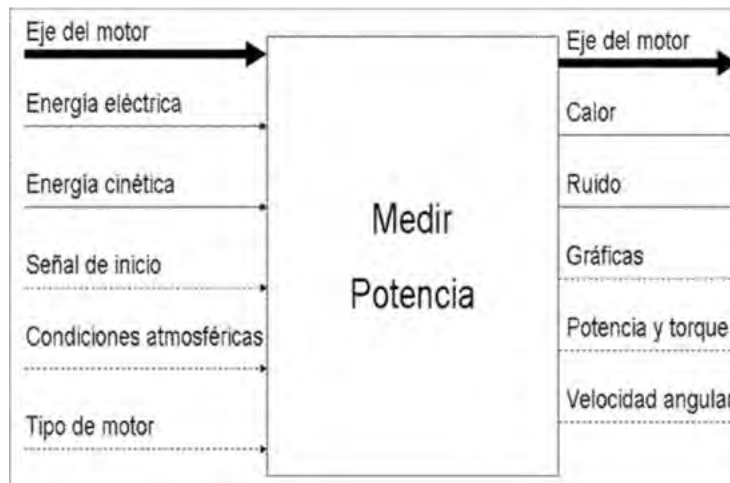 Eje del motor
Energía eléctrica
Energía cinética
Señal de inicio
Condiciones atmosféricas
Tipo de motor
Medir
Potencia
Eje del motor
Calor
Ruido
Gráficas
Potencia y torque
Velocidad angular